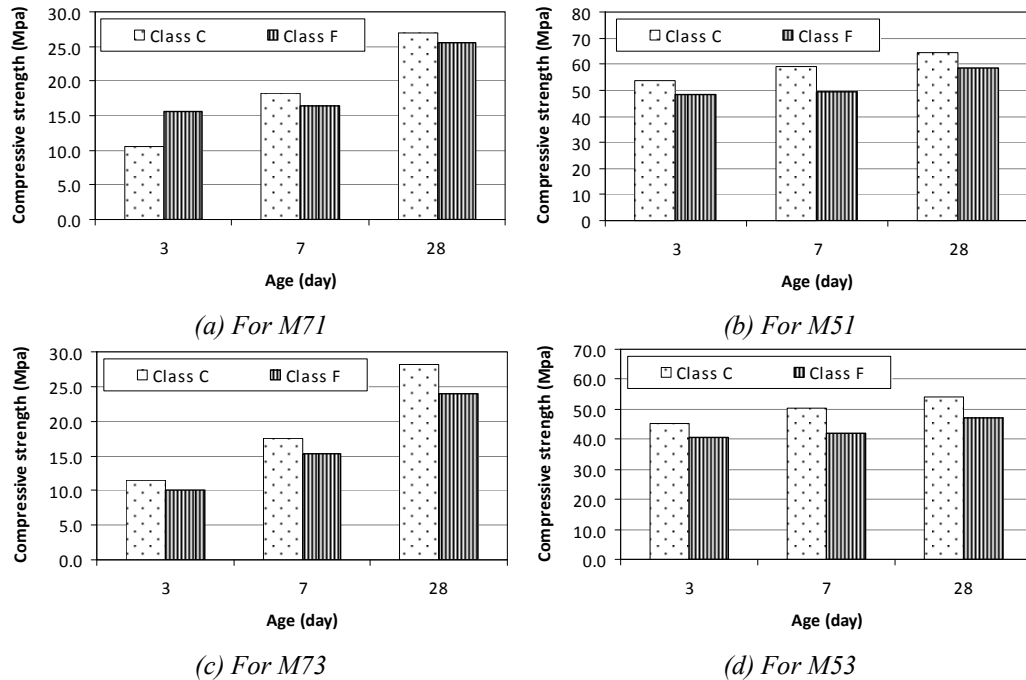 Compressive strength (Mpa)
30.0
25.0
20.0
15.0
10.0
5.0
0.0
Class C Class F
3 7 28
Age (day)
(a) For M71
Compressive strength (Mpa)
80
70
60
50
40
30
20
10
0
Class C Class F
3 7 28
Age (day)
(b) For M51
Compressive strength (Mpa)
30.0
25.0
20.0
15.0
10.0
5.0
0.0
Class C Class F
3 7 28
Age (day)
(c) For M73
Compressive strength (Mpa)
70.0
60.0
50.0
40.0
30.0
20.0
10.0
0.0
Class C Class F
3 7 28
Age (day)
(d) For M53